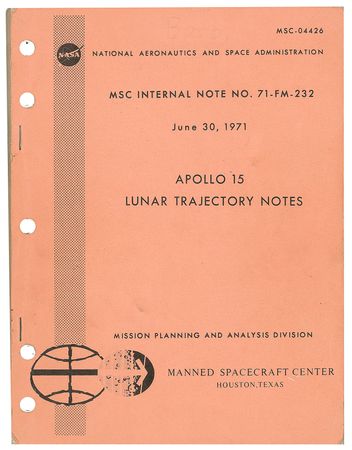 MSC-04426
NASA
NATIONAL AERONAUTICS AND SPACE ADMINISTRATION
MSC INTERNAL NOTE NO. 71-FM-232
June 30, 1971
APOLLO 15
LUNAR TRAJECTORY NOTES
MISSION PLANNING AND ANALYSIS DIVISION
MANNED SPACECRAFT CENTER
HOUSTON, TEXAS